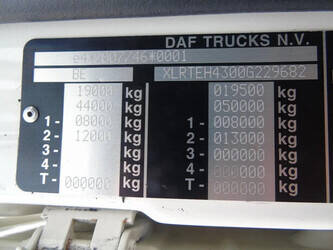 DAF TRUCKS N.V.
e4*2007/46*0001
BE XLRTEH4300G229682
19000 kg 019500 kg
44000 kg 050000 kg
1- 08000 kg 1- 008000 kg
2- 12000 kg 2- 013000 kg
3- kg 3- 000000 kg
4- kg 4- 000000 kg
T- 000000 kg T- 000000 kg